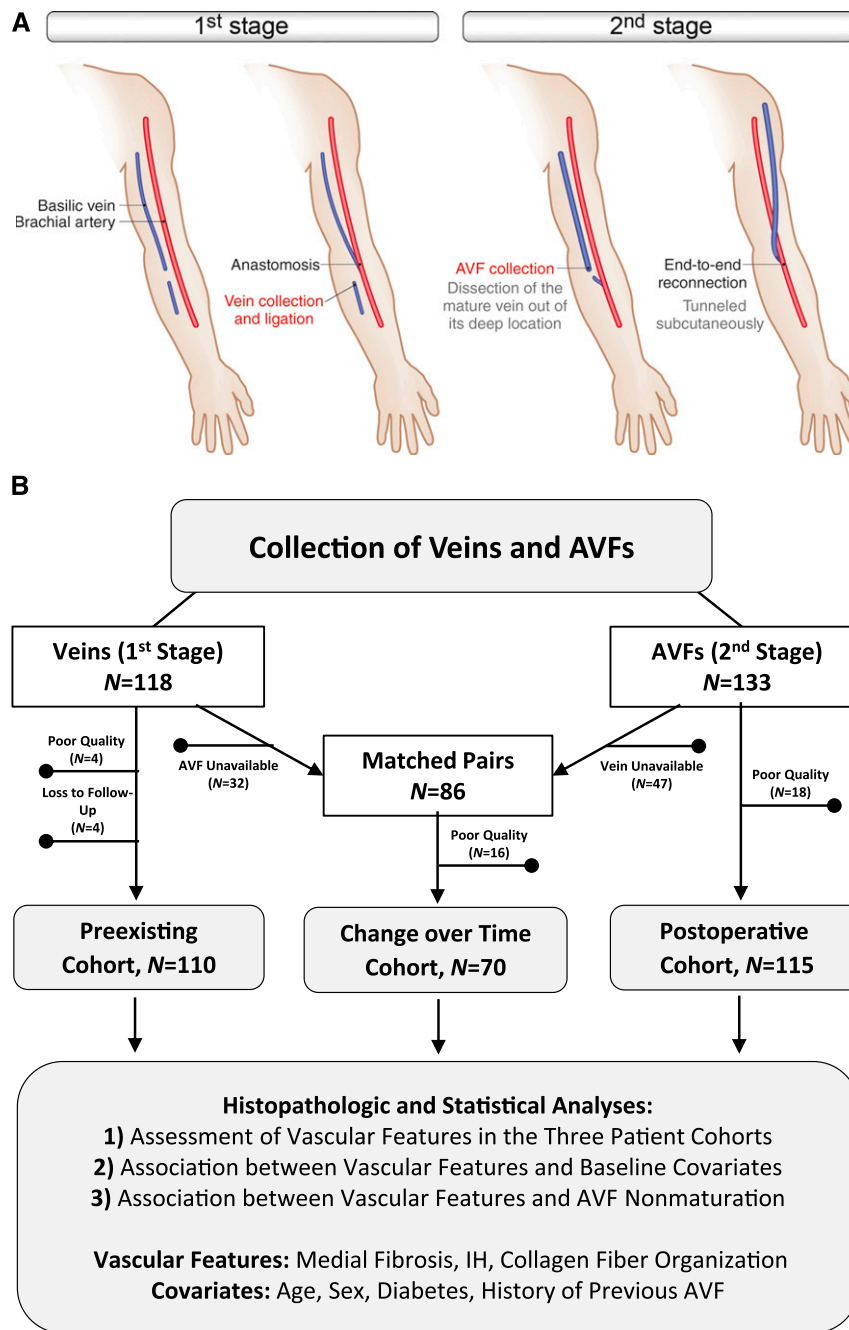 A
1st stage
2nd stage
Basilic vein
Brachial artery
Anastomosis
Vein collection
and ligation
AVF collection
Dissection of the
mature vein out of
its deep location
End-to-end
reconnection
Tunneled
subcutaneously
B
Collection of Veins and AVFs
Veins (1st Stage)
N=118
AVFs (2nd Stage)
N=133
Poor Quality
(N=4)
Loss to Follow-
Up
(N=4)
AVF Unavailable
(N=32)
Matched Pairs
N=86
Vein Unavailable
(N=47)
Poor Quality
(N=18)
Poor Quality
(N=16)
Preexisting
Cohort, N=110
Change over Time
Cohort, N=70
Postoperative
Cohort, N=115
Histopathologic and Statistical Analyses:
1) Assessment of Vascular Features in the Three Patient Cohorts
2) Association between Vascular Features and Baseline Covariates
3) Association between Vascular Features and AVF Nonmaturation
Vascular Features: Medial Fibrosis, IH, Collagen Fiber Organization
Covariates: Age, Sex, Diabetes, History of Previous AVF